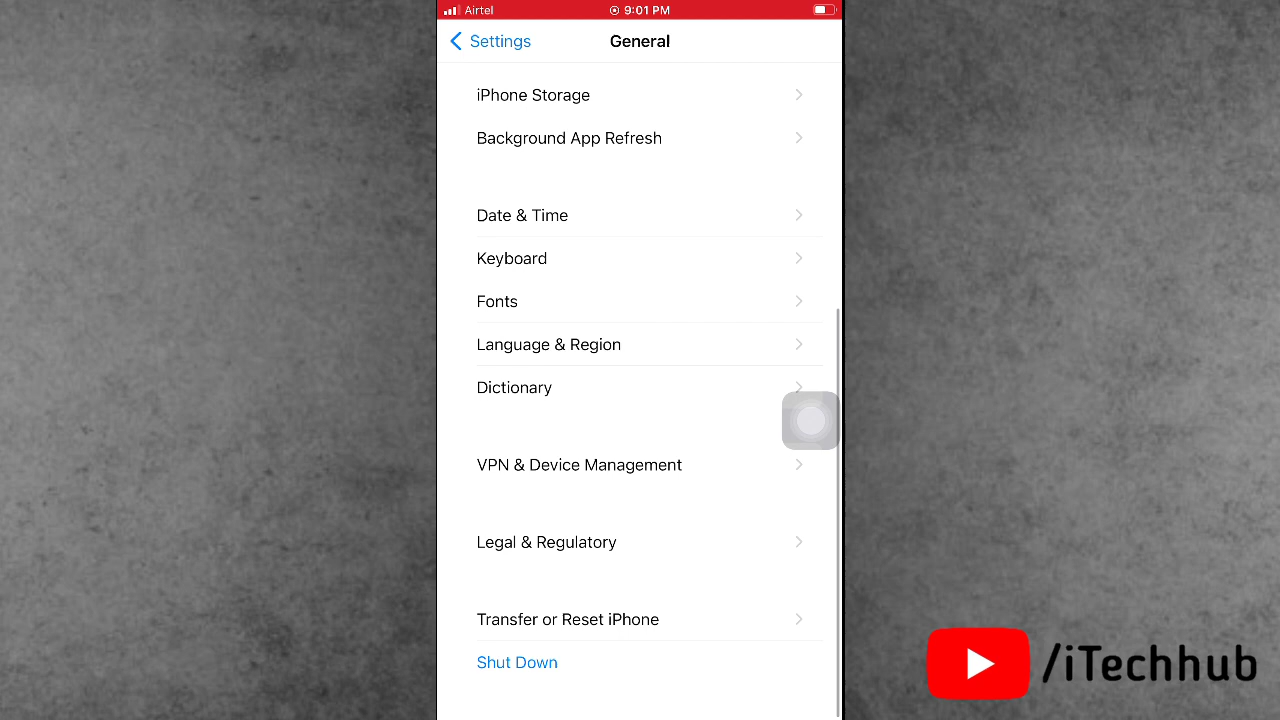 Airtel 9:01 PM
Settings General
iPhone Storage
Background App Refresh
Date & Time
Keyboard
Fonts
Language & Region
Dictionary
VPN & Device Management
Legal & Regulatory
Transfer or Reset iPhone
Shut Down
/iTechhub